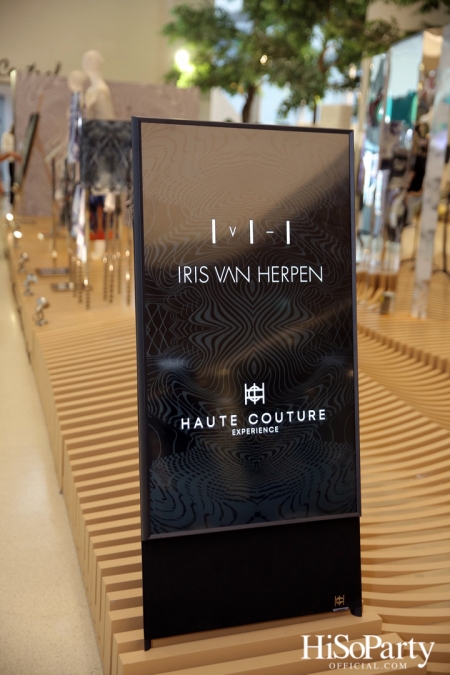 IRIS VAN HERPEN
HAUTE COUTURE
EXPERIENCE
HiSoParty
OFFICIAL.COM